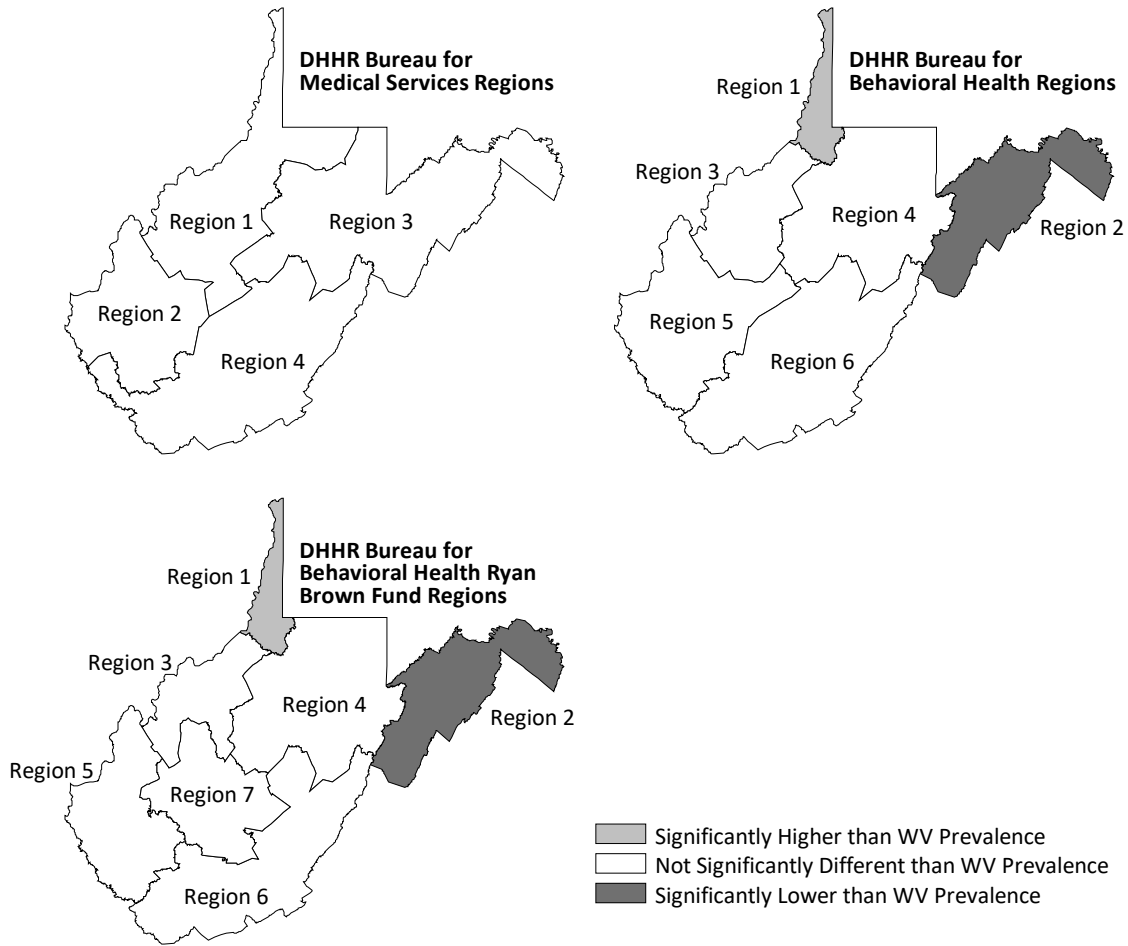 DHHR Bureau for
Medical Services Regions
Region 1
Region 3
Region 2
Region 4
DHHR Bureau for
Behavioral Health Regions
Region 1
Region 3
Region 4
Region 2
Region 5
Region 6
DHHR Bureau for
Behavioral Health Ryan
Brown Fund Regions
Region 1
Region 3
Region 4
Region 2
Region 5
Region 7
Region 6
Significantly Higher than WV Prevalence
Not Significantly Different than WV Prevalence
Significantly Lower than WV Prevalence